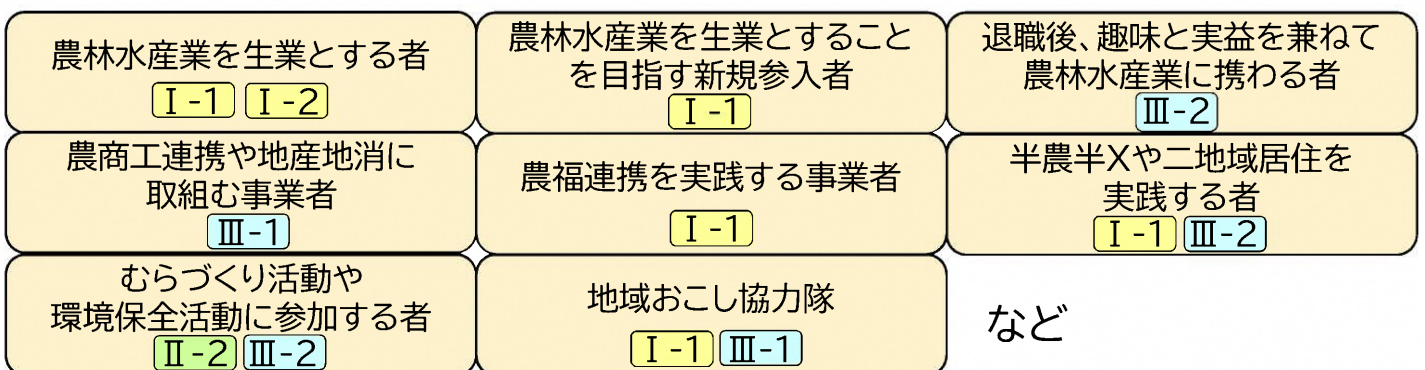 農林水産業を生業とする者
Ⅰ-1 Ⅰ-2
農林水産業を生業とすること
を目指す新規参入者
Ⅰ-1
退職後、趣味と実益を兼ねて
農林水産業に携わる者
Ⅲ-2
農商工連携や地産地消に
取組む事業者
Ⅲ-1
農福連携を実践する事業者
Ⅰ-1
半農半Xや二地域居住を
実践する者
Ⅰ-1 Ⅲ-2
むらづくり活動や
環境保全活動に参加する者
Ⅱ-2 Ⅲ-2
地域おこし協力隊
Ⅰ-1 Ⅲ-1
など